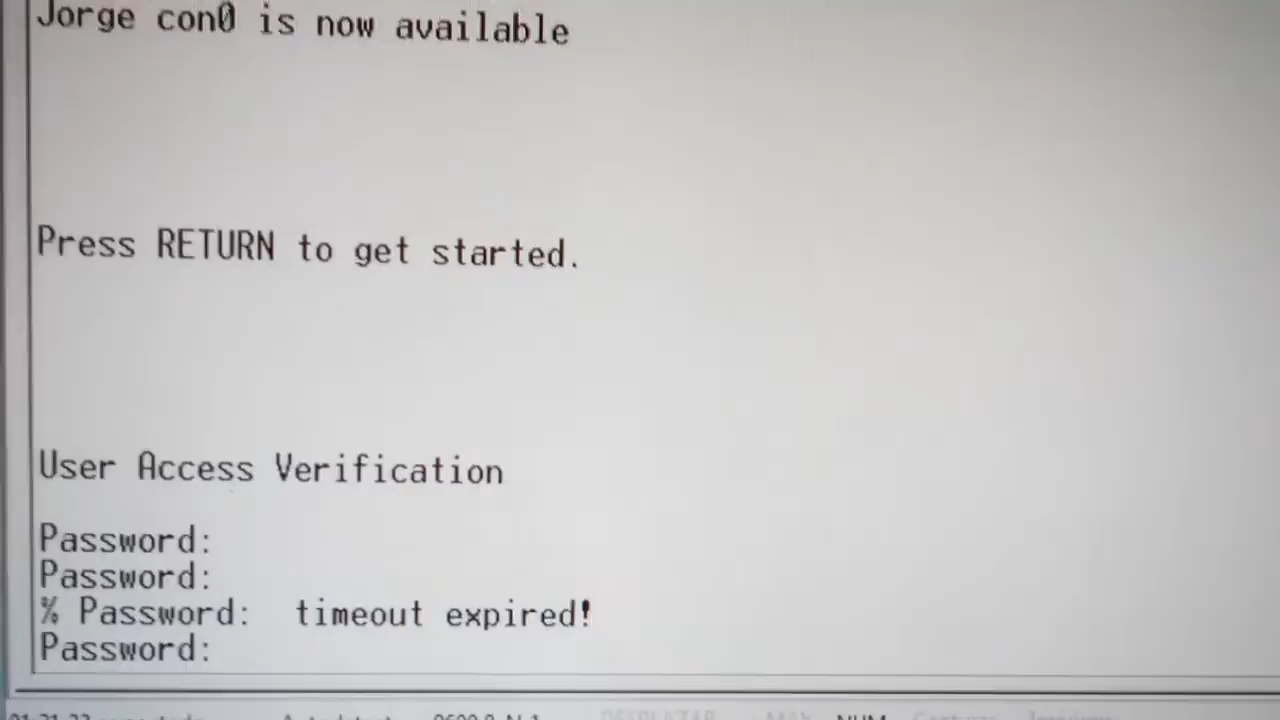 Jorge con0 is now available
Press RETURN to get started.
User Access Verification
Password:
Password:
% Password:  timeout expired!
Password:
NUM